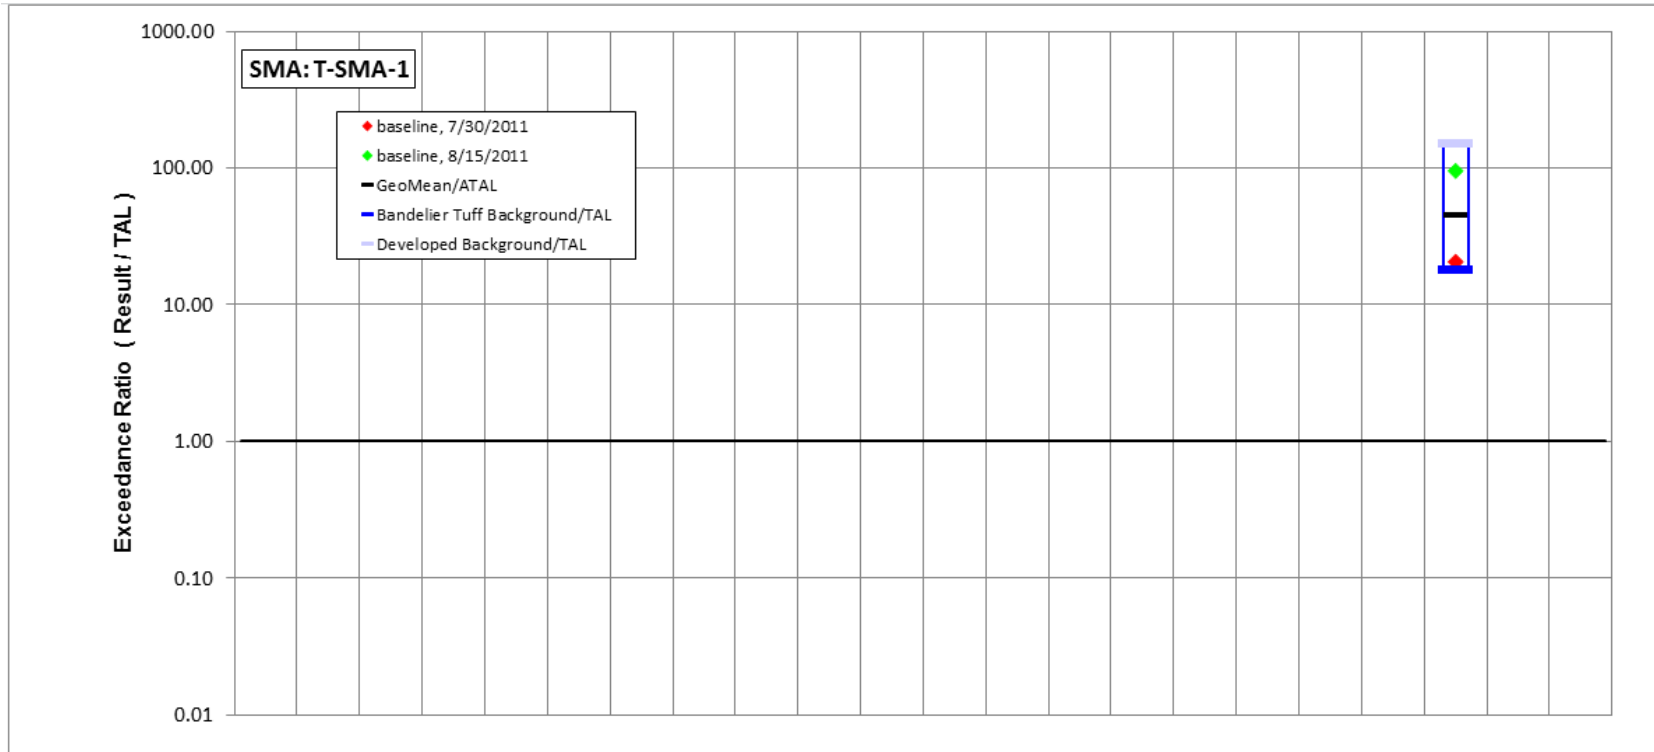 1000.00
SMA: T-SMA-1
baseline, 7/30/2011
baseline, 8/15/2011
GeoMean/ATAL
Bandelier Tuff Background/TAL
Developed Background/TAL
100.00
10.00
1.00
0.10
0.01
Exceedance Ratio ( Result / TAL )